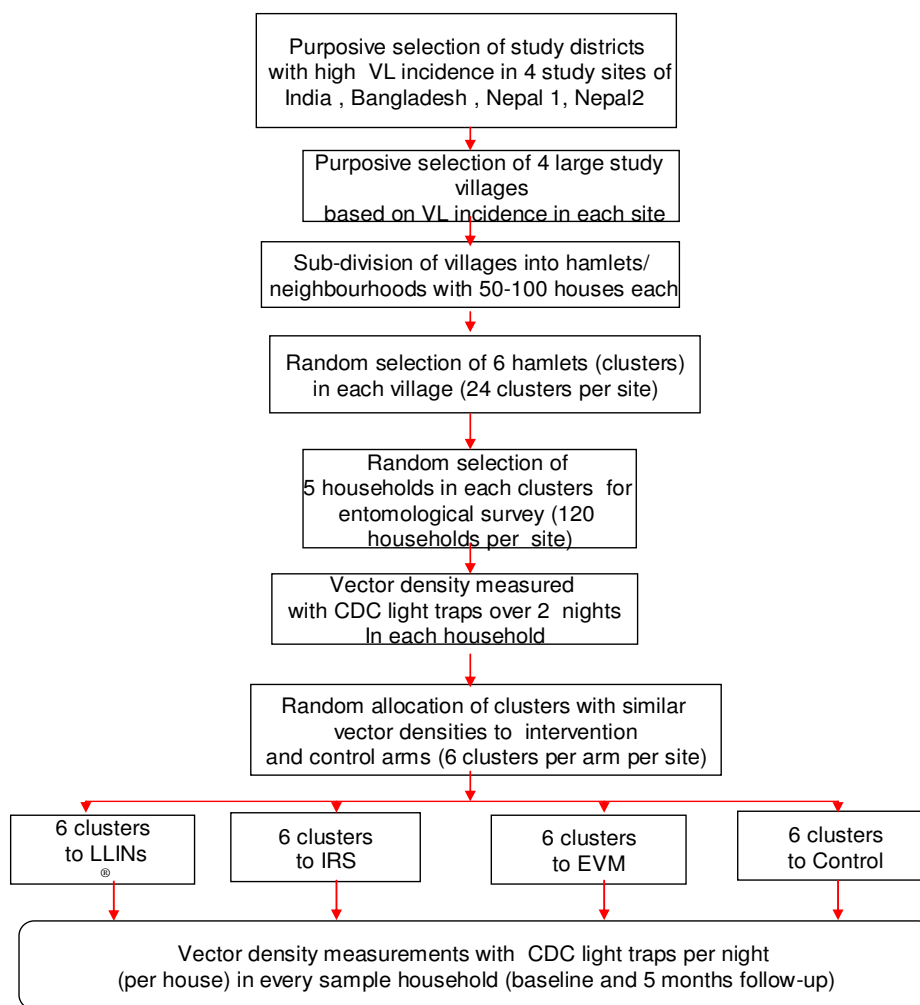 Purposive selection of study districts
with high VL incidence in 4 study sites of
India , Bangladesh , Nepal 1, Nepal2
Purposive selection of 4 large study
villages
based on VL incidence in each site
Sub-division of villages into hamlets/
neighbourhoods with 50-100 houses each
Random selection of 6 hamlets (clusters)
in each village (24 clusters per site)
Random selection of
5 households in each clusters for
entomological survey (120
households per site)
Vector density measured
with CDC light traps over 2 nights
In each household
Random allocation of clusters with similar
vector densities to intervention
and control arms (6 clusters per arm per site)
6 clusters
to LLINs
®
6 clusters
to IRS
6 clusters
to EVM
6 clusters
to Control
Vector density measurements with CDC light traps per night
(per house) in every sample household (baseline and 5 months follow-up)